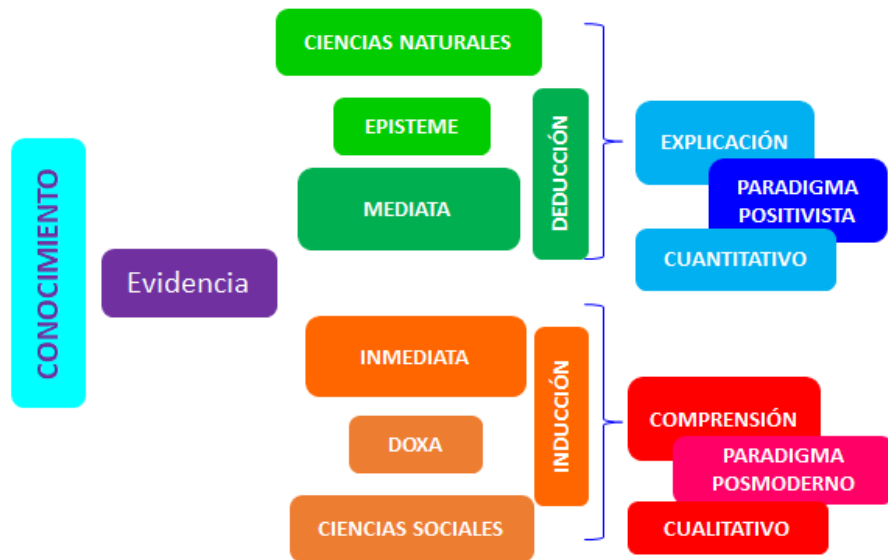 CONOCIMIENTO
Evidencia
CIENCIAS NATURALES
EPISTEME
MEDIATA
DEDUCCIÓN
EXPLICACIÓN
PARADIGMA
POSITIVISTA
CUANTITATIVO
INMEDIATA
DOXA
CIENCIAS SOCIALES
INDUCCIÓN
COMPRENSIÓN
PARADIGMA
POSMODERNO
CUALITATIVO